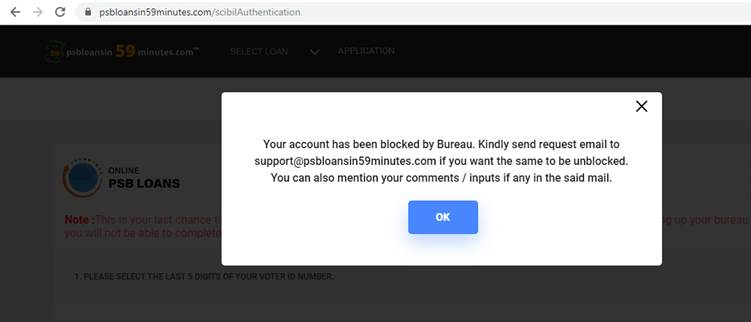 psbloansin59minutes.com/scibilAuthentication
psbloansin 59 minutes.com™ SELECT LOAN APPLICATION
Your account has been blocked by Bureau. Kindly send request email to
support@psbloansin59minutes.com if you want the same to be unblocked.
You can also mention your comments / inputs if any in the said mail.
OK
ONLINE
PSB LOANS
Note :This is your last chance to
ng up your bureau
you will not be able to complete
1. PLEASE SELECT THE LAST 5 DIGITS OF YOUR VOTER ID NUMBER.